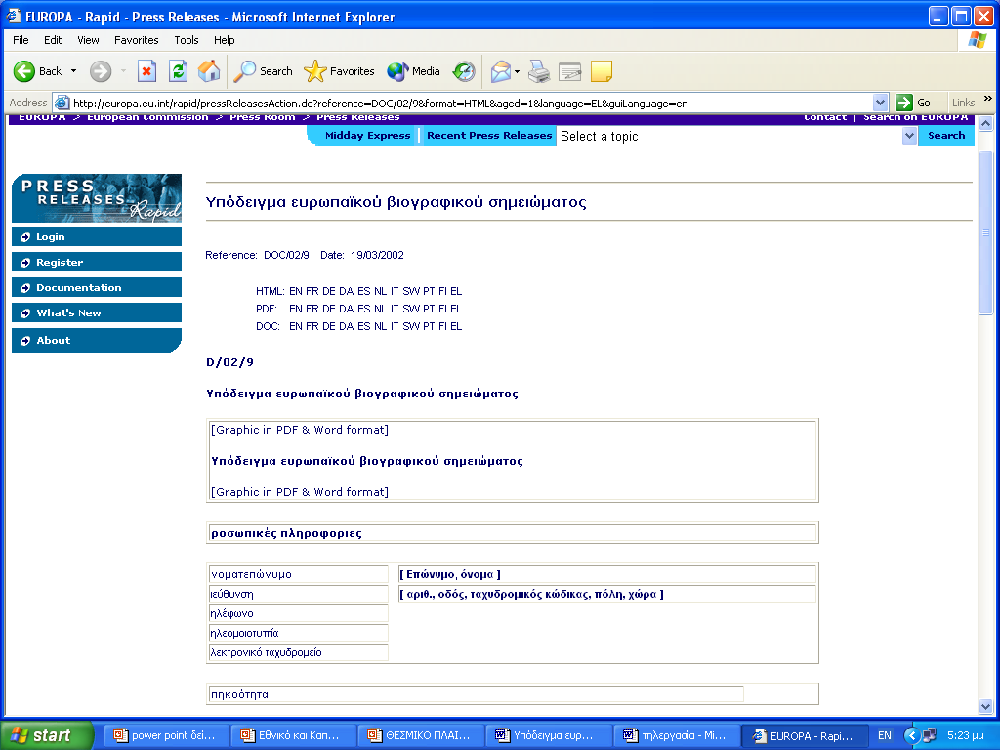 EUROPA - Rapid - Press Releases - Microsoft Internet Explorer
File Edit View Favorites Tools Help
Back Search Favorites Media
Address http://europa.eu.int/rapid/pressReleasesAction.do?reference=DOC/02/9&format=HTML&aged=1&language=EL&guiLanguage=en Go Links »
EUROPA > European Commission > Press Room > Press Releases Contact | Search on EUROPA
Midday Express Recent Press Releases Select a topic Search
PRESS
RELEASES Rapid
Login
Register
Documentation
What's New
About
Υπόδειγμα ευρωπαϊκού βιογραφικού σημειώματος
Reference: DOC/02/9 Date: 19/03/2002
HTML: EN FR DE DA ES NL IT SW PT FI EL
PDF: EN FR DE DA ES NL IT SW PT FI EL
DOC: EN FR DE DA ES NL IT SW PT FI EL
D/02/9
Υπόδειγμα ευρωπαϊκού βιογραφικού σημειώματος
[Graphic in PDF & Word format]
Υπόδειγμα ευρωπαϊκού βιογραφικού σημειώματος
[Graphic in PDF & Word format]
ροσωπικές πληροφοριες
νοματεπώνυμο [ Επώνυμο, όνομα ]
ιεύθυνση [ αριθ., οδός, ταχυδρομικός κώδικας, πόλη, χώρα ]
ηλέφωνο
ηλεομοιοτυπία
λεκτρονικό ταχυδρομείο
πηκοότητα
start power point δεί... Εθνικό και Καπ... ΘΕΣΜΙΚΟ ΠΛΑΙ... Υπόδειγμα ευρ... τηλεργασία - Mi... EUROPA - Rapi... EN 5:23 μμ